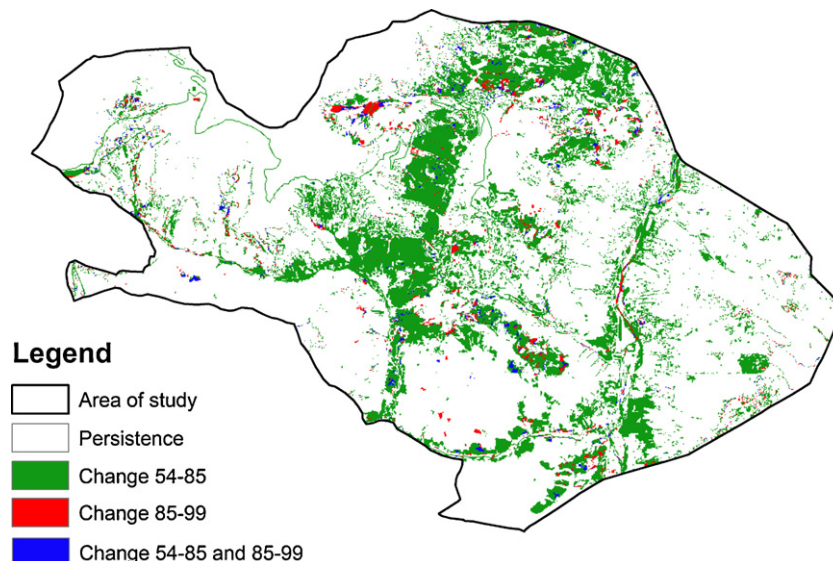 Legend
Area of study
Persistence
Change 54-85
Change 85-99
Change 54-85 and 85-99